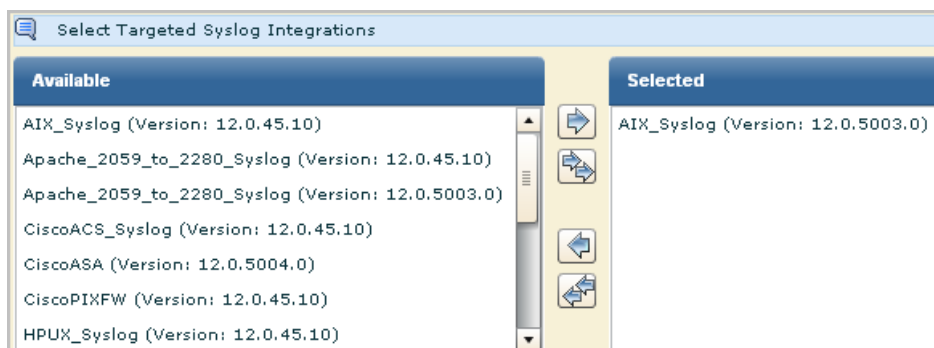 Select Targeted Syslog Integrations
Available
AIX_Syslog (Version: 12.0.45.10)
Apache_2059_to_2280_Syslog (Version: 12.0.45.10)
Apache_2059_to_2280_Syslog (Version: 12.0.5003.0)
CiscoACS_Syslog (Version: 12.0.45.10)
CiscoASA (Version: 12.0.5004.0)
CiscoPIXFW (Version: 12.0.45.10)
HPUX_Syslog (Version: 12.0.45.10)
Selected
AIX_Syslog (Version: 12.0.5003.0)